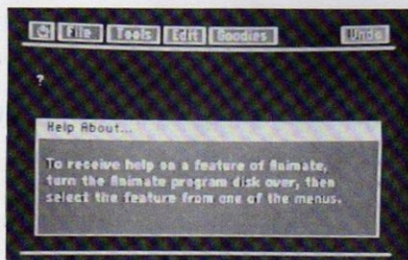 File Tools Edit Goodies Undo
?
Help About...
To receive help on a feature of Animate,
turn the Animate program disk over, then
select the feature from one of the menus.